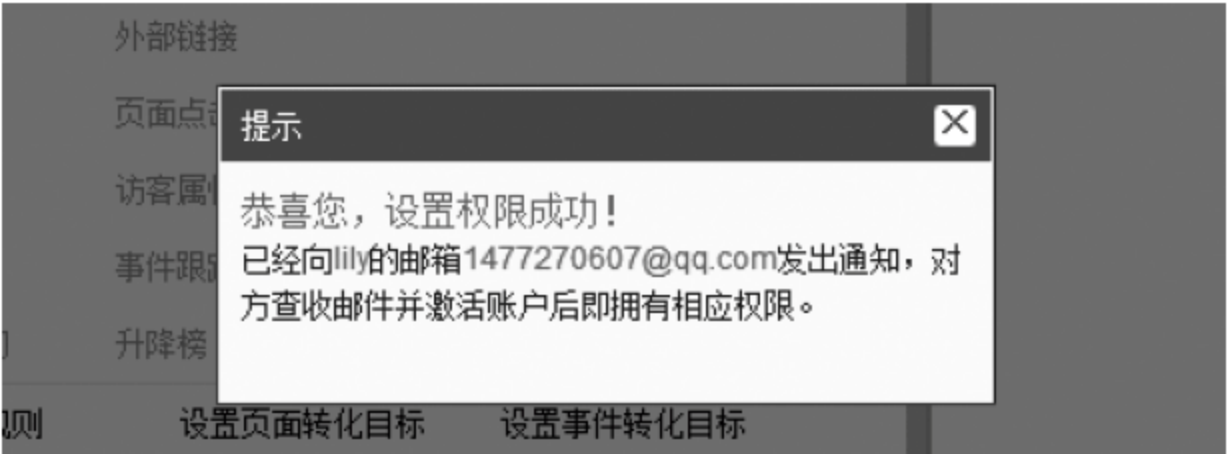 外部链接
页面点
提示
恭喜您，设置权限成功！
访客属
已经向lily的邮箱1477270607@qq.com发出通知，对
事件跟
方查收邮件并激活账户后即拥有相应权限。
升降榜
则 设置页面转化目标 设置事件转化目标